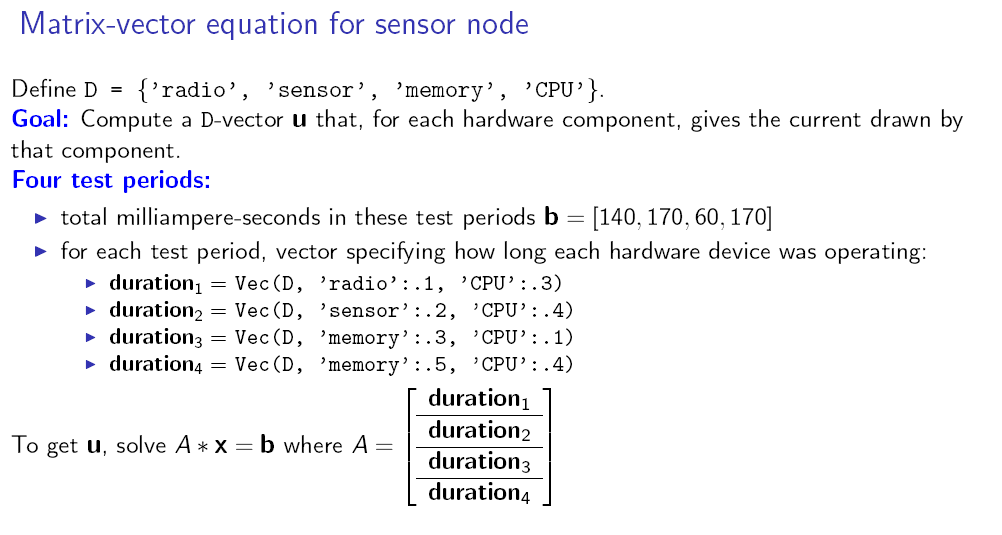 Matrix-vector equation for sensor node
Define D = {'radio', 'sensor', 'memory', 'CPU'}.
Goal: Compute a D-vector u that, for each hardware component, gives the current drawn by
that component.
Four test periods:
▶ total milliampere-seconds in these test periods b = [140, 170, 60, 170]
▶ for each test period, vector specifying how long each hardware device was operating:
▶ duration₁ = Vec(D, 'radio':.1, 'CPU':.3)
▶ duration₂ = Vec(D, 'sensor':.2, 'CPU':.4)
▶ duration₃ = Vec(D, 'memory':.3, 'CPU':.1)
▶ duration₄ = Vec(D, 'memory':.5, 'CPU':.4)
To get u, solve A ∗ x = b where A =
duration₁
duration₂
duration₃
duration₄